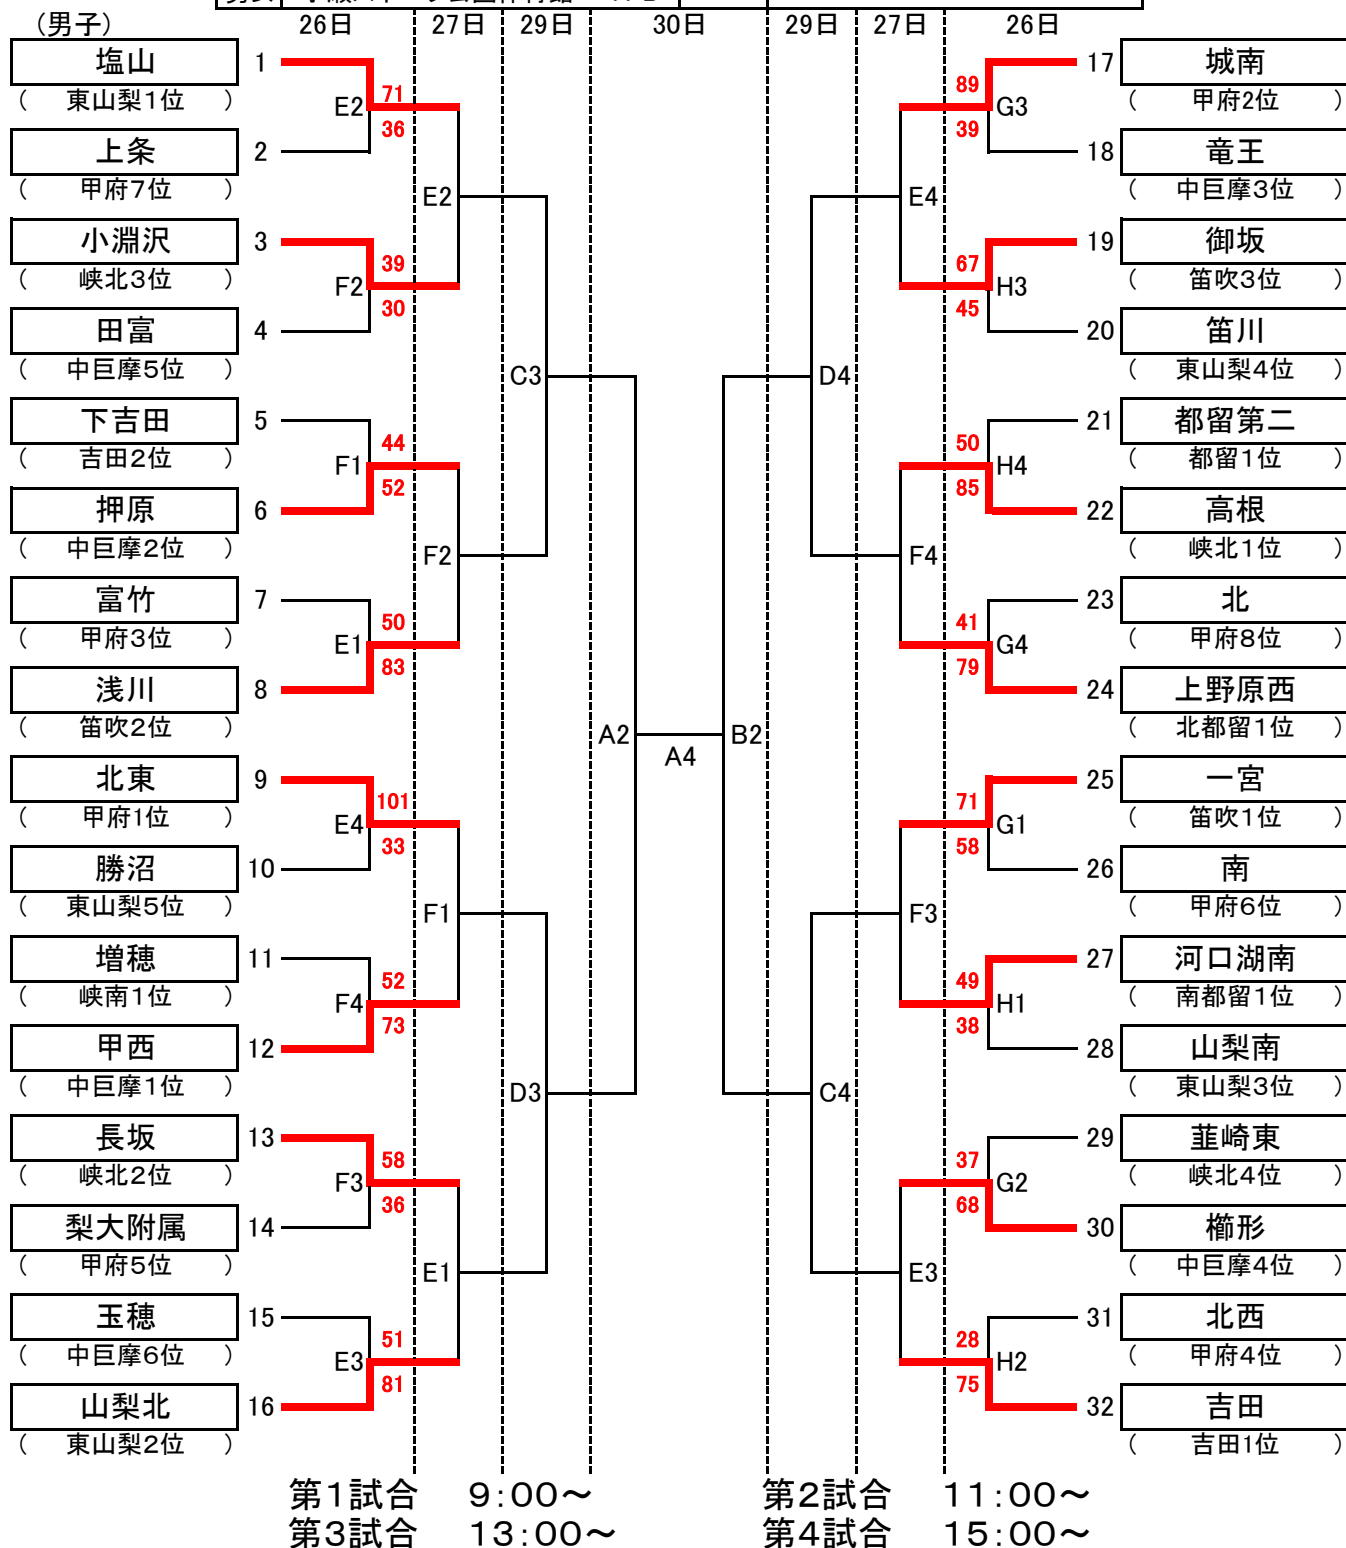 (男子)
26日 27日 29日 30日 29日 27日 26日
塩山 1
( 東山梨1位 )
E2 71
36
上条 2
( 甲府7位 )
E2
小淵沢 3
( 峡北3位 )
F2 39
30
田富 4
( 中巨摩5位 )
C3
下吉田 5
( 吉田2位 )
F1 44
52
押原 6
( 中巨摩2位 )
F2
富竹 7
( 甲府3位 )
E1 50
83
浅川 8
( 笛吹2位 )
A2 A4 B2
北東 9
( 甲府1位 )
E4 101
33
勝沼 10
( 東山梨5位 )
F1
増穂 11
( 峡南1位 )
F4 52
73
甲西 12
( 中巨摩1位 )
D3
長坂 13
( 峡北2位 )
F3 58
36
梨大附属 14
( 甲府5位 )
E1
玉穂 15
( 中巨摩6位 )
E3 51
81
山梨北 16
( 東山梨2位 )
17 城南
( 甲府2位 )
89 G3
39
18 竜王
( 中巨摩3位 )
E4
19 御坂
( 笛吹3位 )
67 H3
45
20 笛川
( 東山梨4位 )
D4
21 都留第二
( 都留1位 )
50 H4
85
22 高根
( 峡北1位 )
F4
23 北
( 甲府8位 )
41 G4
79
24 上野原西
( 北都留1位 )
25 一宮
( 笛吹1位 )
71 G1
58
26 南
( 甲府6位 )
F3
27 河口湖南
( 南都留1位 )
49 H1
38
28 山梨南
( 東山梨3位 )
C4
29 韮崎東
( 峡北4位 )
37 G2
68
30 櫛形
( 中巨摩4位 )
E3
31 北西
( 甲府4位 )
28 H2
75
32 吉田
( 吉田1位 )
第1試合 9:00～ 第2試合 11:00～
第3試合 13:00～ 第4試合 15:00～